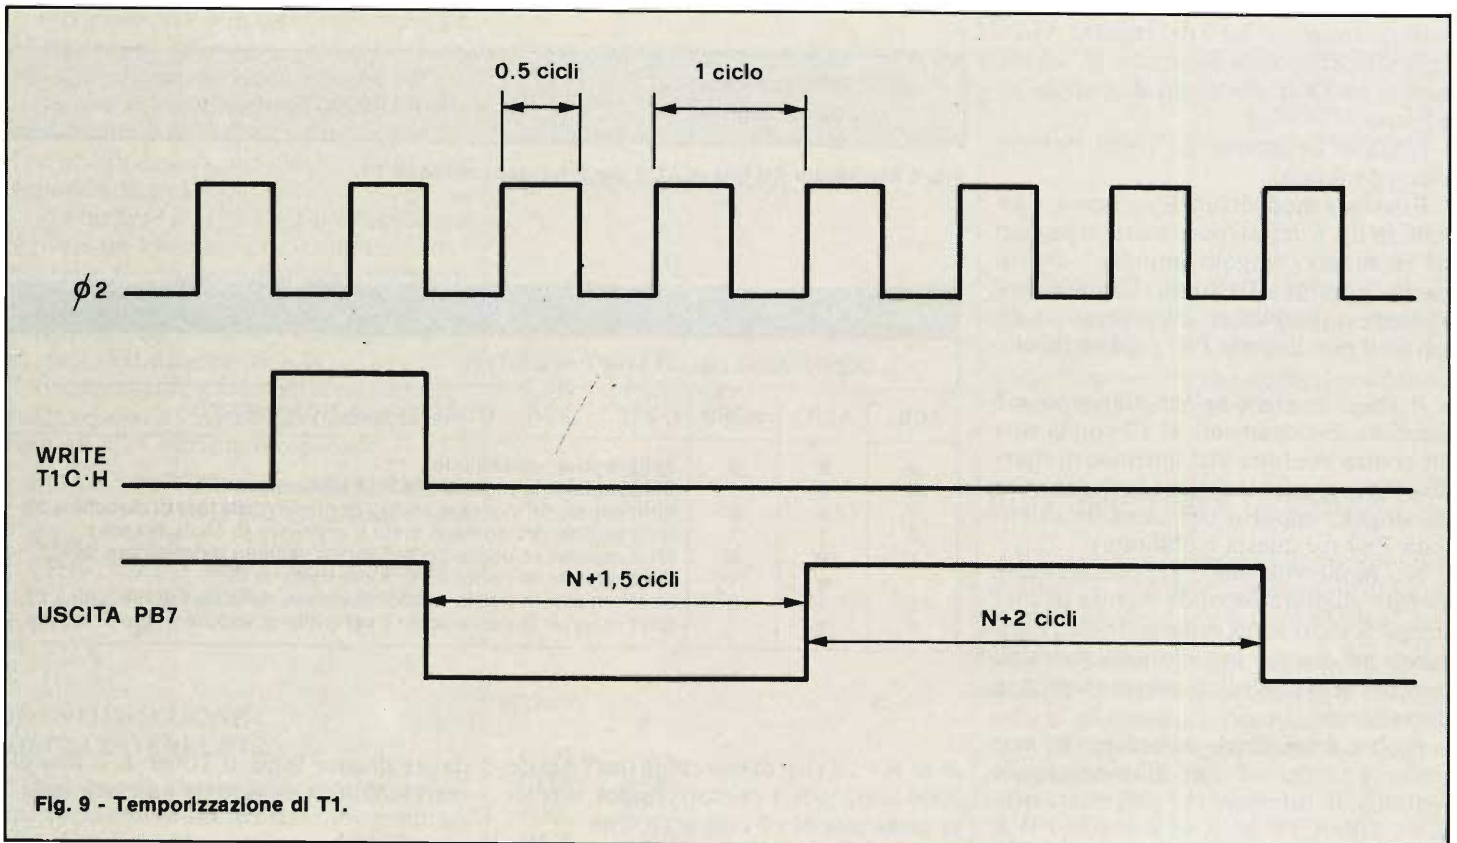 0.5 cicli
1 ciclo
φ2
WRITE
T1C·H
N+1,5 cicli
USCITA PB7
N+2 cicli
Fig. 9 - Temporizzazione di T1.